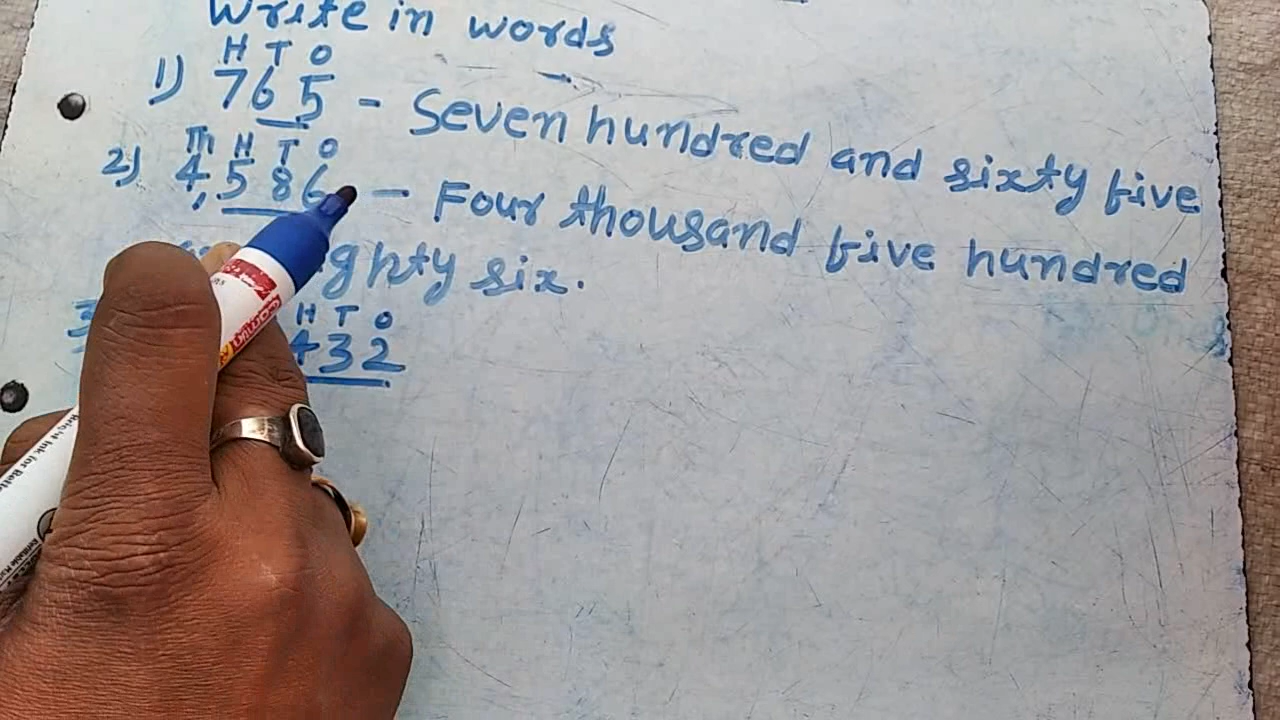 Write in words
H T O
1) 765 - Seven hundred and sixty five
Th H T O
2) 4,586 - Four thousand five hundred
six.
H T O
432